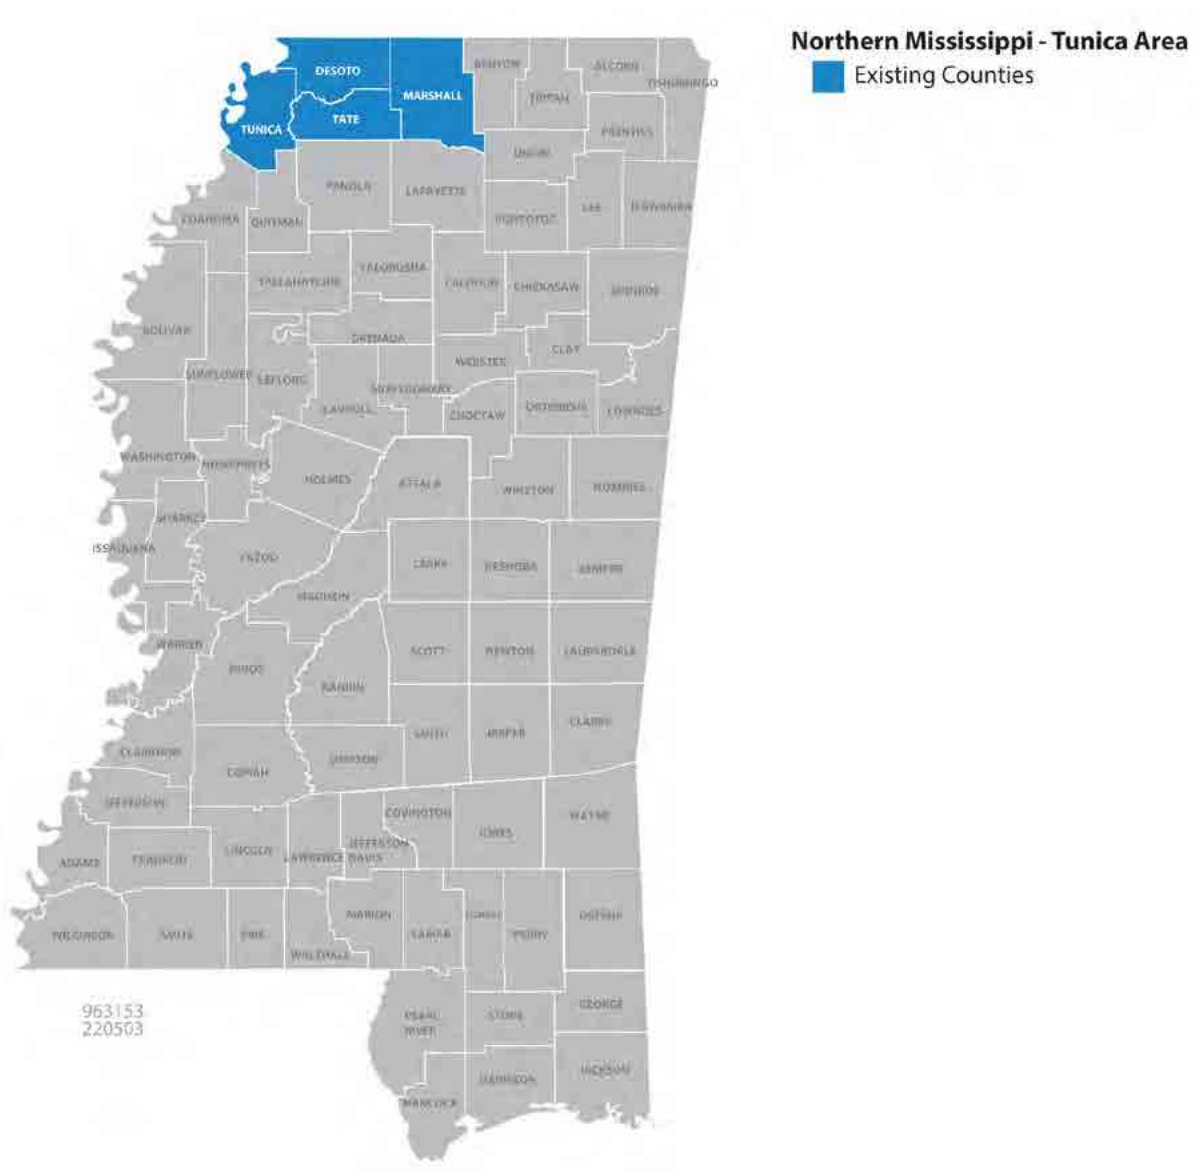 Northern Mississippi - Tunica Area
Existing Counties
DESOTO
MARSHALL
TATE
TUNICA
BENTON
ALCORN
TISHOMINGO
TIPPAH
PRENTISS
UNION
PANOLA
LAFAYETTE
PONTOTOC
LEE
ITAWAMBA
COAHOMA
QUITMAN
TALLAHATCHIE
YALOBUSHA
CALHOUN
CHICKASAW
MONROE
BOLIVAR
GRENADA
CLAY
WEBSTER
SUNFLOWER
LEFLORE
MONTGOMERY
CARROLL
CHOCTAW
OKTIBBEHA
LOWNDES
WASHINGTON
HUMPHREYS
HOLMES
ATTALA
WINSTON
SHARKEY
ISSAQUENA
YAZOO
LEAKE
NESHOBA
KEMPER
MADISON
WARREN
HINDS
RANKIN
SCOTT
NEWTON
LAUDERDALE
SMITH
JASPER
CLARKE
CLAIBORNE
COPIAH
SIMPSON
JEFFERSON
COVINGTON
JONES
WAYNE
ADAMS
FRANKLIN
LINCOLN
LAWRENCE
JEFFERSON
DAVIS
WILKINSON
AMITE
PIKE
WALTHALL
MARION
LAMAR
PERRY
963153
220503
PEARL
RIVER
STONE
GEORGE
HARRISON
JACKSON
HANCOCK